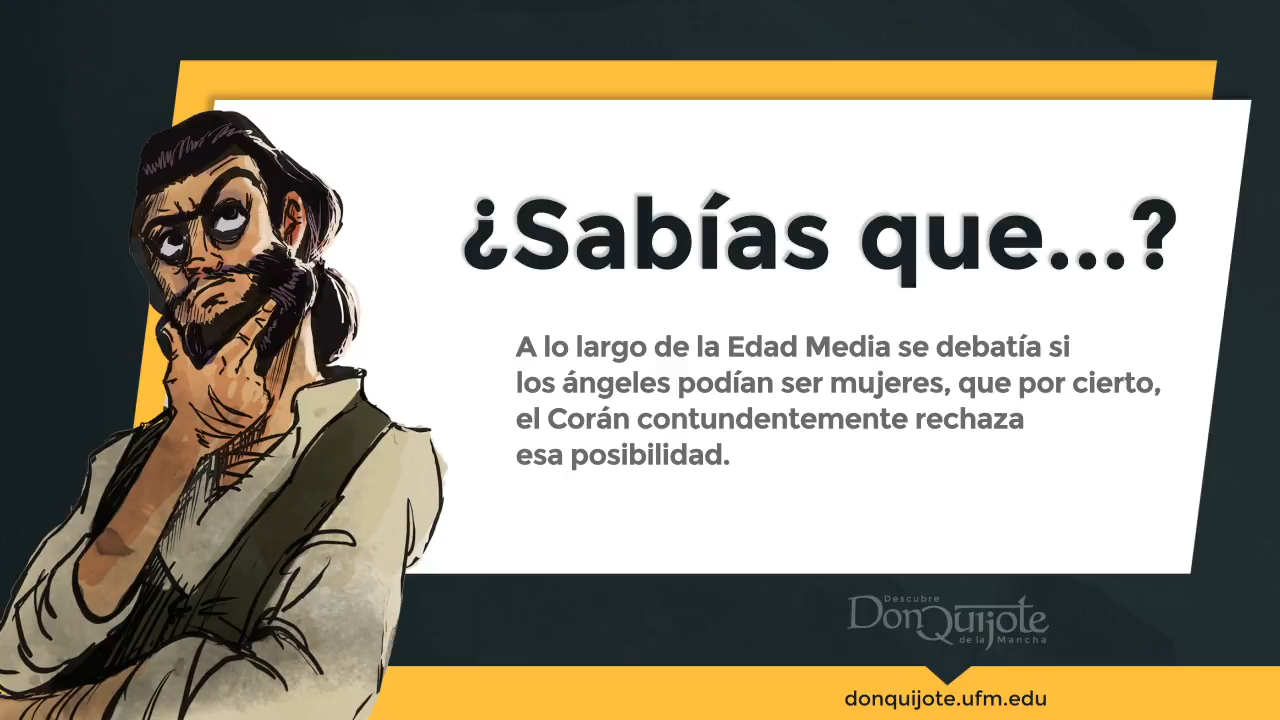 ¿Sabías que...?
A lo largo de la Edad Media se debatía si
los ángeles podían ser mujeres, que por cierto,
el Corán contundentemente rechaza
esa posibilidad.
Descubre
DonQuijote
de la Mancha
donquijote.ufm.edu